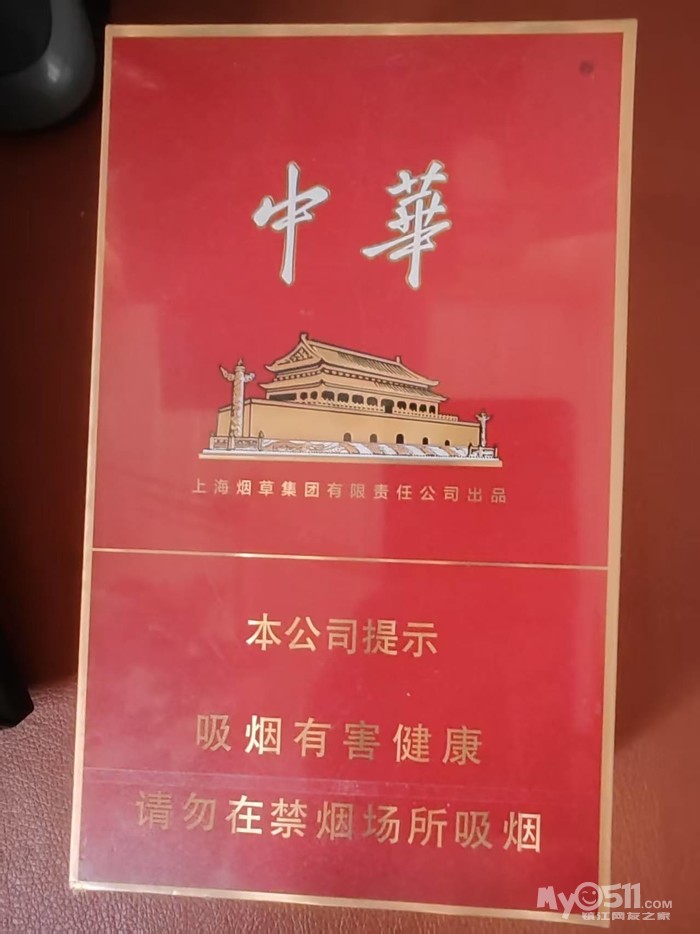 中華
上海烟草集团有限责任公司出品
本公司提示
吸烟有害健康
请勿在禁烟场所吸烟
My0511.com
镇江网友之家